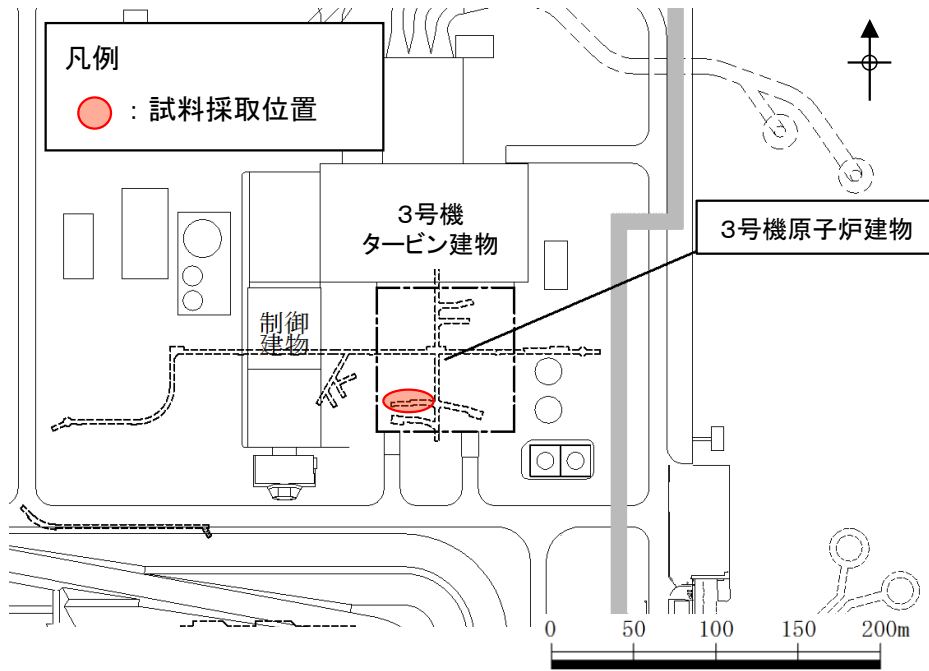 凡例
：試料採取位置
３号機
タービン建物
３号機原子炉建物
制御
建物
0 50 100 150 200m